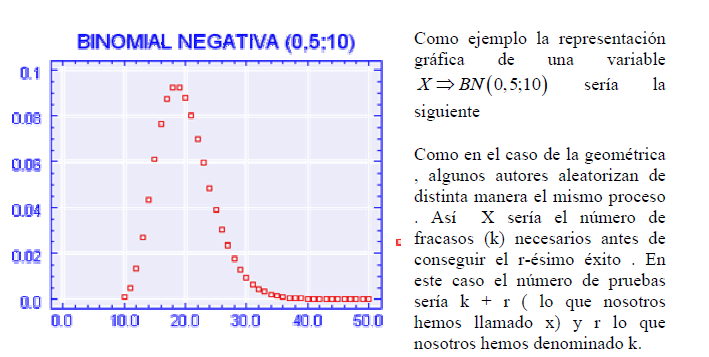 BINOMIAL NEGATIVA (0,5;10)
0.1
0.08
0.06
0.04
0.02
0.0
0.0 10.0 20.0 30.0 40.0 50.0
Como ejemplo la representación
gráfica de una variable
X ⇒ BN(0,5;10) sería la
siguiente
Como en el caso de la geométrica
, algunos autores aleatorizan de
distinta manera el mismo proceso
. Así X sería el número de
fracasos (k) necesarios antes de
conseguir el r-ésimo éxito . En
este caso el número de pruebas
sería k + r ( lo que nosotros
hemos llamado x) y r lo que
nosotros hemos denominado k.